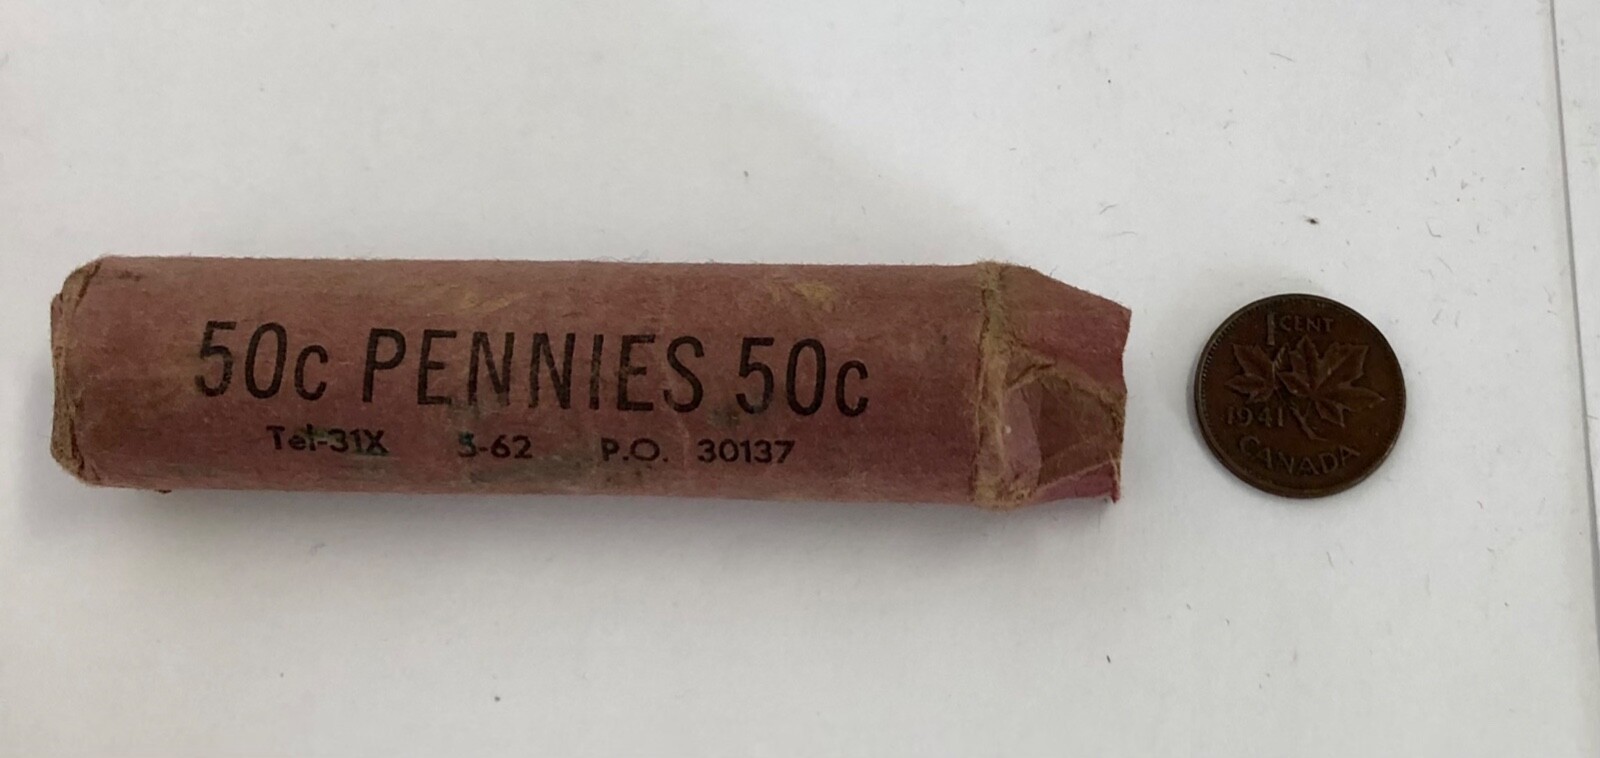 50c PENNIES 50c
Tel-31X 5-62 P.O. 30137
1 CENT
1941
CANADA